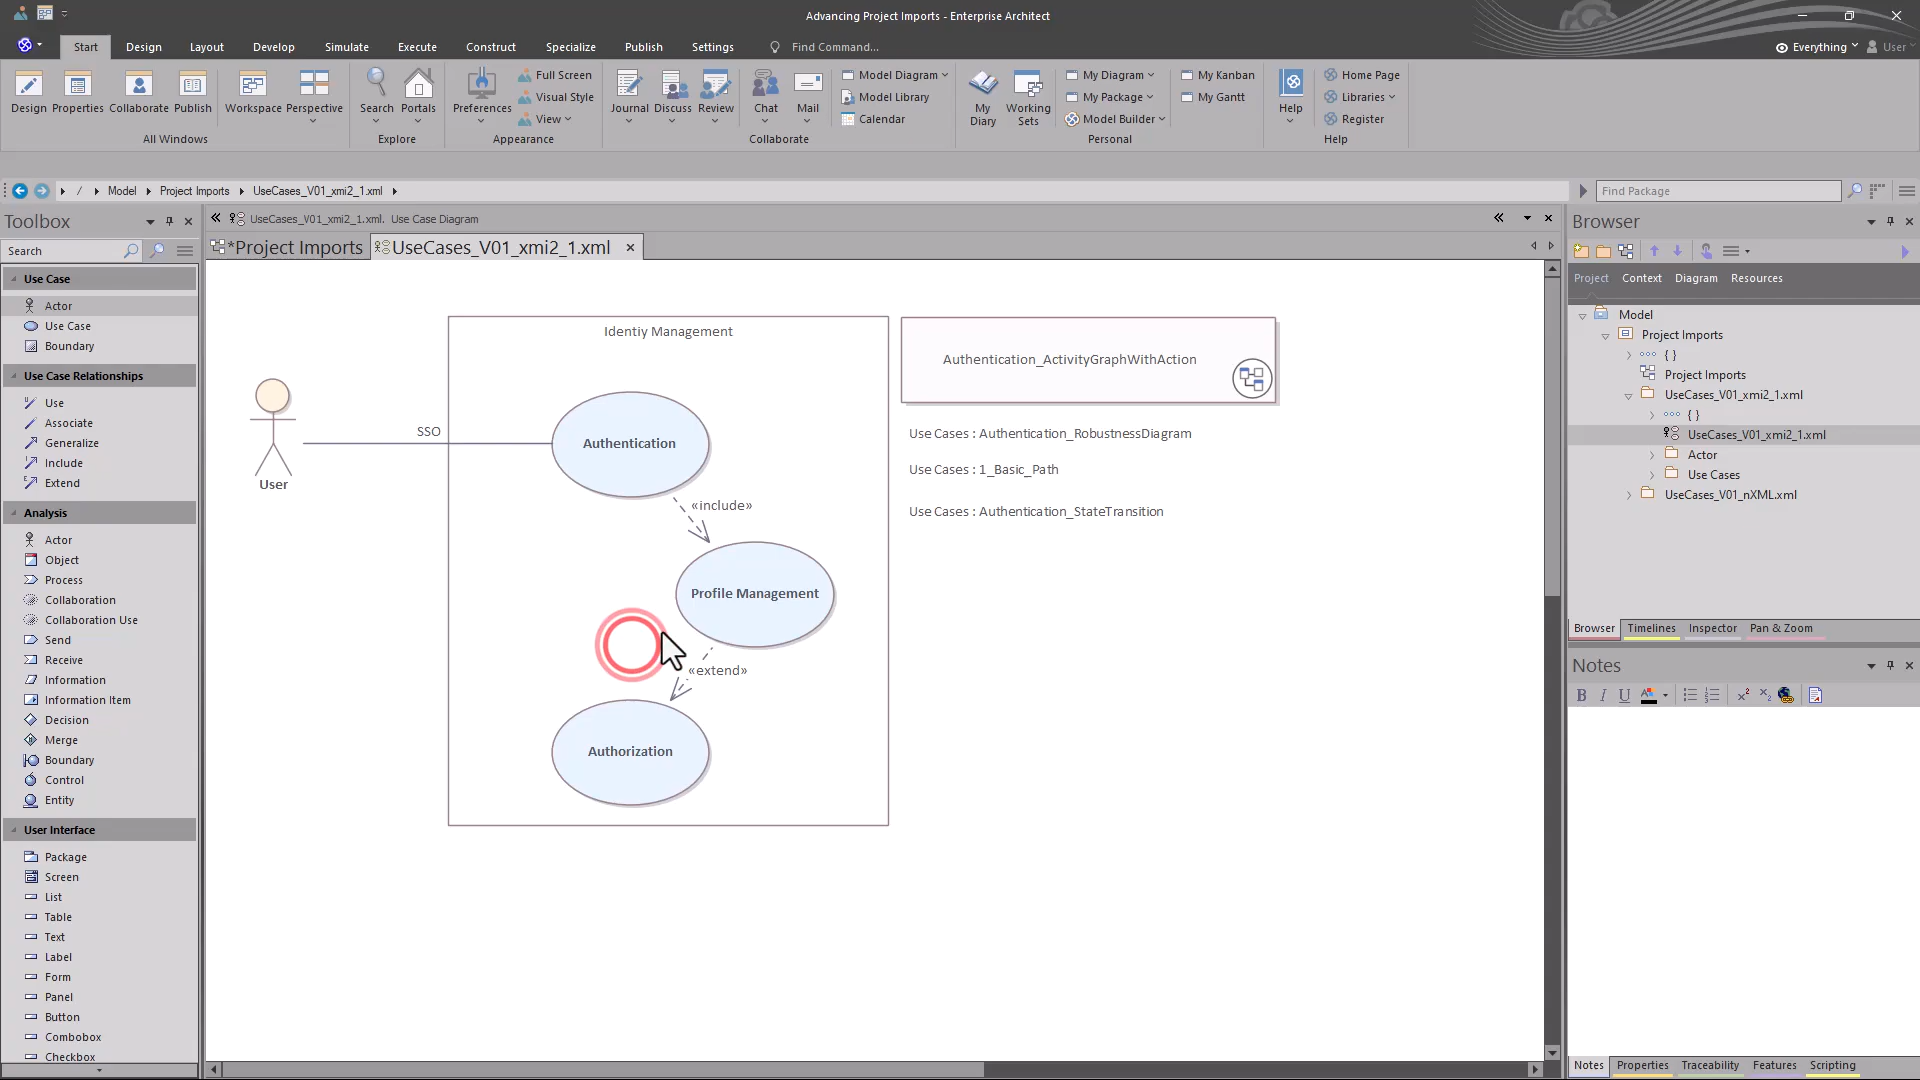 Advancing Project Imports - Enterprise Architect
Start Design Layout Develop Simulate Execute Construct Specialize Publish Settings Find Command... Everything User
Design Properties Collaborate Publish Workspace Perspective
All Windows
Search Portals
Explore
Preferences Full Screen
Visual Style
View
Appearance
Journal Discuss Review Chat Mail Model Diagram
Model Library
Calendar
Collaborate
My Diary Working Sets My Diagram
My Package
Model Builder
My Kanban
My Gantt
Personal
Help Home Page
Libraries
Register
Help
/ Model Project Imports UseCases_V01_xmi2_1.xml Find Package
Toolbox
Search
Use Case
Actor
Use Case
Boundary
Use Case Relationships
Use
Associate
Generalize
Include
Extend
Analysis
Actor
Object
Process
Collaboration
Collaboration Use
Send
Receive
Information
Information Item
Decision
Merge
Boundary
Control
Entity
User Interface
Package
Screen
List
Table
Text
Label
Form
Panel
Button
Combobox
Checkbox
UseCases_V01_xmi2_1.xml. Use Case Diagram
*Project Imports UseCases_V01_xmi2_1.xml
Identiy Management
User
SSO
Authentication
«include»
Profile Management
«extend»
Authorization
Authentication_ActivityGraphWithAction
Use Cases : Authentication_RobustnessDiagram
Use Cases : 1_Basic_Path
Use Cases : Authentication_StateTransition
Browser
Project Context Diagram Resources
Model
Project Imports
{ }
Project Imports
UseCases_V01_xmi2_1.xml
{ }
UseCases_V01_xmi2_1.xml
Actor
Use Cases
UseCases_V01_nXML.xml
Browser Timelines Inspector Pan & Zoom
Notes
B I U A
Notes Properties Traceability Features Scripting